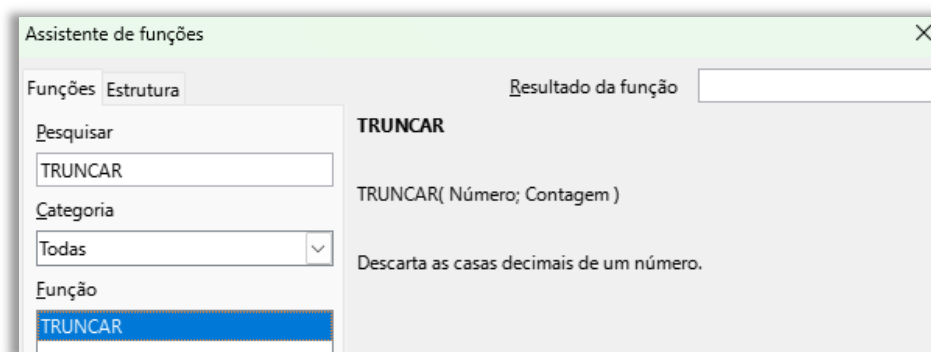 Assistente de funções
Funções Estrutura
Resultado da função
Pesquisar
TRUNCAR
Categoria
Todas
Função
TRUNCAR
TRUNCAR
TRUNCAR( Número; Contagem )
Descarta as casas decimais de um número.